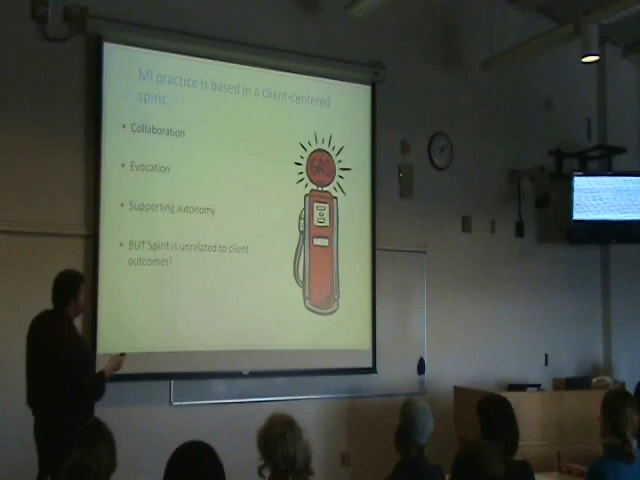 MI practice is based in a client-centered
spirit.
• Collaboration
• Evocation
• Supporting autonomy
• BUT Spirit is unrelated to client
outcomes!